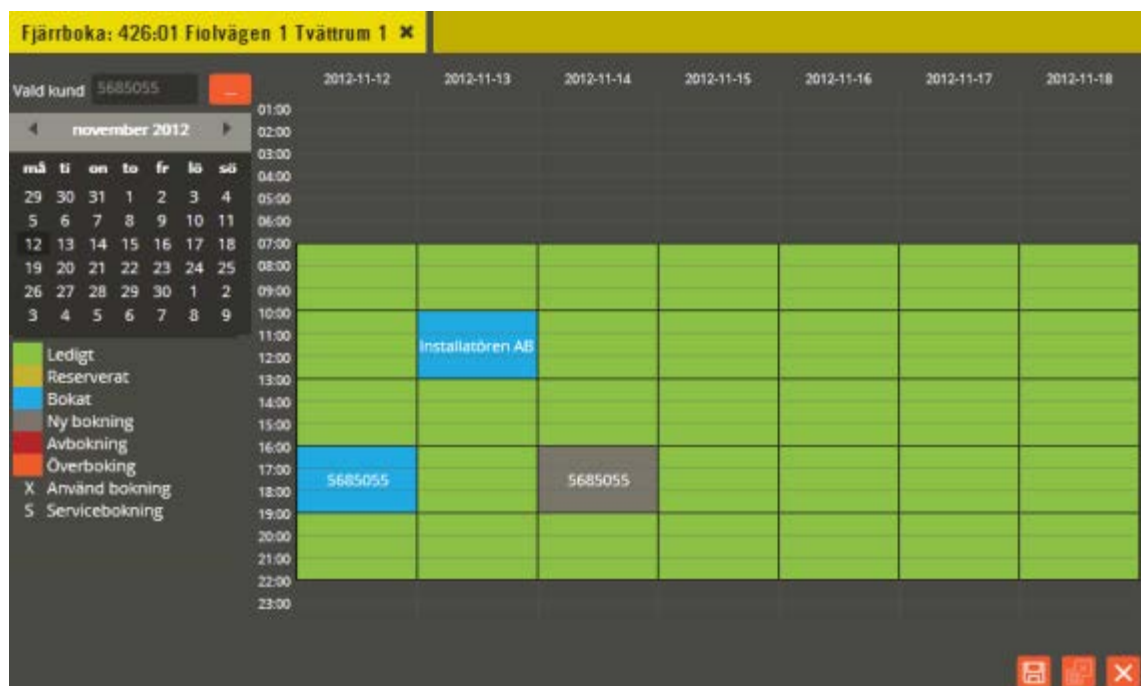 Fjärrboka: 426:01 Fiolvägen 1 Tvättrum 1 ×
Vald kund 5685055 ...
november 2012
må ti on to fr lö sö
29 30 31 1 2 3 4
5 6 7 8 9 10 11
12 13 14 15 16 17 18
19 20 21 22 23 24 25
26 27 28 29 30 1 2
3 4 5 6 7 8 9
Ledigt
Reserverat
Bokat
Ny bokning
Avbokning
Överboking
X Använd bokning
S Servicebokning
2012-11-12 2012-11-13 2012-11-14 2012-11-15 2012-11-16 2012-11-17 2012-11-18
01:00
02:00
03:00
04:00
05:00
06:00
07:00
08:00
09:00
10:00
11:00
Installatören AB
12:00
13:00
14:00
15:00
16:00
17:00
5685055 5685055
18:00
19:00
20:00
21:00
22:00
23:00